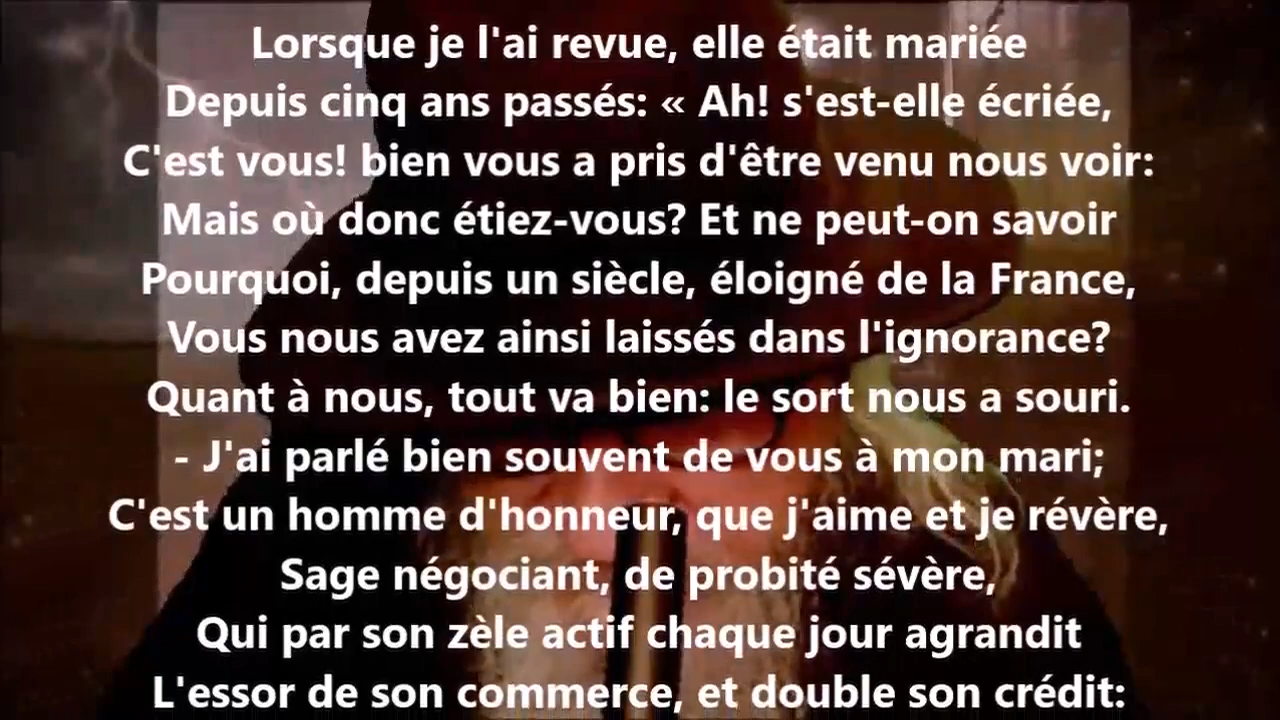 Lorsque je l'ai revue, elle était mariée
Depuis cinq ans passés: « Ah! s'est-elle écriée,
C'est vous! bien vous a pris d'être venu nous voir:
Mais où donc étiez-vous? Et ne peut-on savoir
Pourquoi, depuis un siècle, éloigné de la France,
Vous nous avez ainsi laissés dans l'ignorance?
Quant à nous, tout va bien: le sort nous a souri.
- J'ai parlé bien souvent de vous à mon mari;
C'est un homme d'honneur, que j'aime et je révère,
Sage négociant, de probité sévère,
Qui par son zèle actif chaque jour agrandit
L'essor de son commerce, et double son crédit: